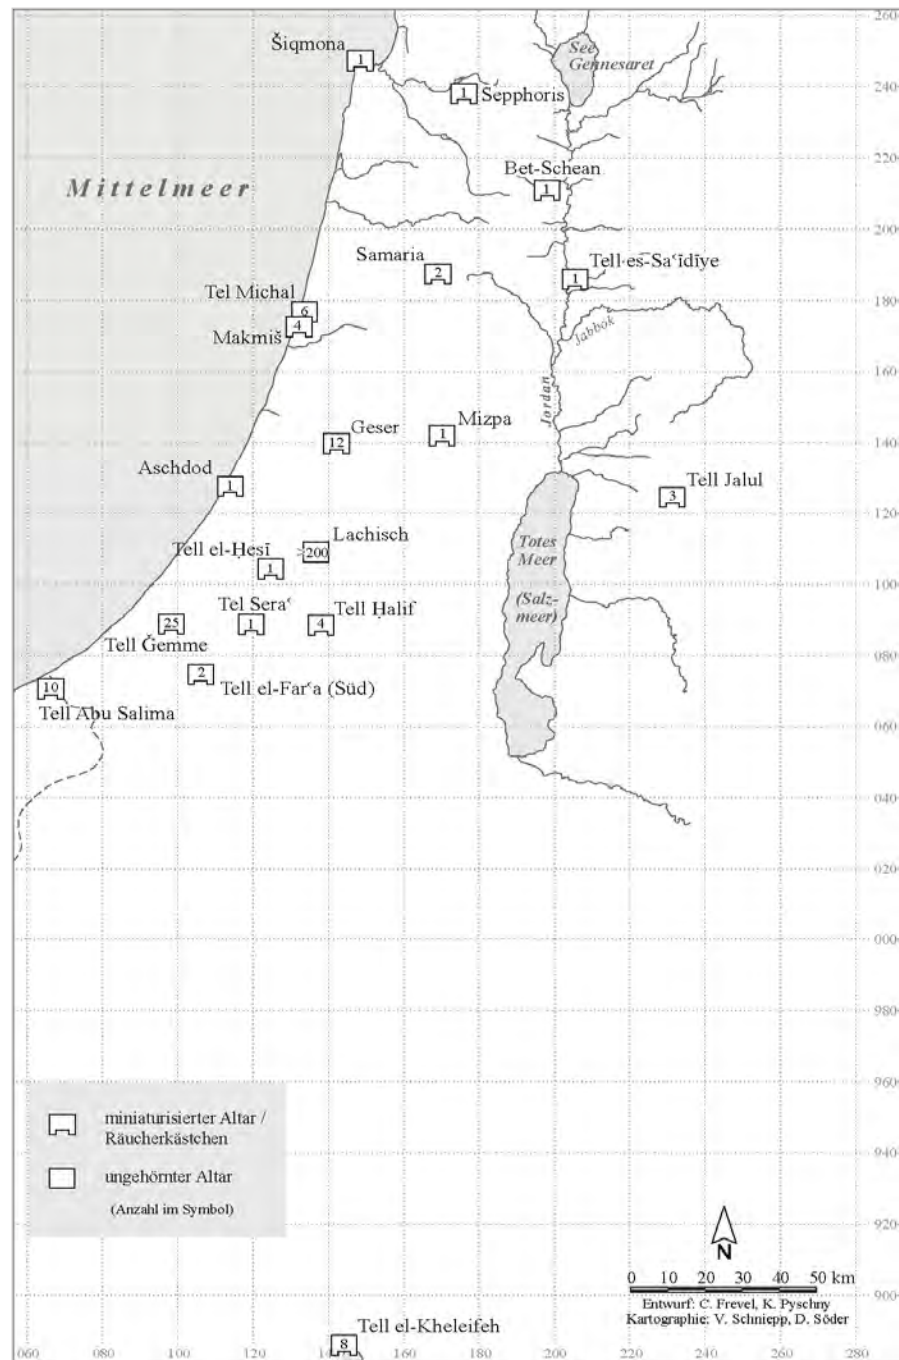 260
Šiqmona
1
See
Gennesaret
240
1
Sepphoris
220
Mittelmeer
Bet-Schean
1
200
Samaria
2
Tell es-Saʿīdīye
1
Tel Michal
6
180
Makmiš
4
Jabbok
160
Jordan
Geser
12
Mizpa
1
140
Aschdod
1
Tell Jalul
3
120
Lachisch
>200
Totes
Meer
(Salz-
meer)
Tell el-Ḥesī
1
100
Tel Seraʿ
1
Tell Ḥalif
4
25
Tell Ǧemme
080
2
Tell el-Farʿa (Süd)
10
Tell Abu Salima
060
040
020
000
980
960
miniaturisierter Altar /
Räucherkästchen
ungehörnter Altar
(Anzahl im Symbol)
940
920
N
0 10 20 30 40 50 km
900
Entwurf: C. Frevel, K. Pyschny
Kartographie: V. Schniepp, D. Söder
Tell el-Kheleifeh
8
060 080 100 120 140 160 180 200 220 240 260 280